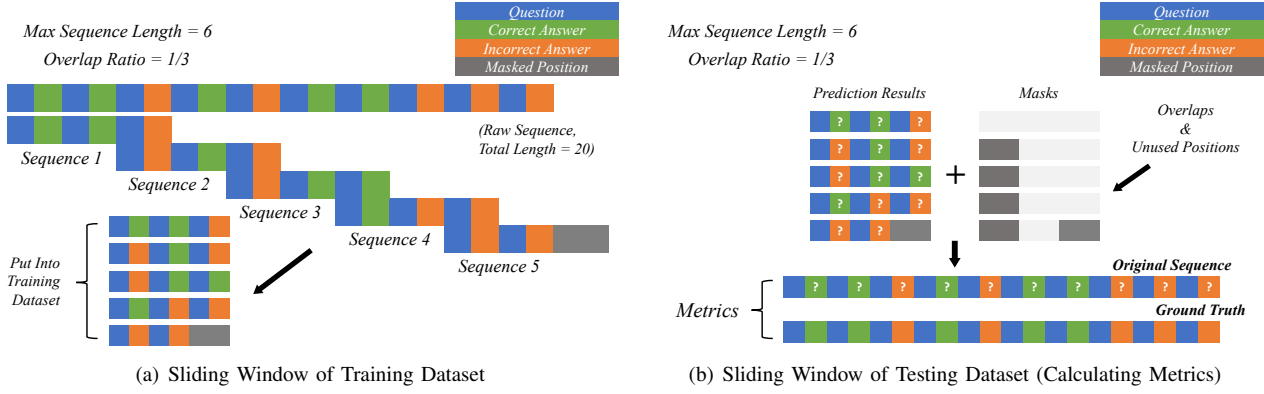 Max Sequence Length = 6
Overlap Ratio = 1/3
Question
Correct Answer
Incorrect Answer
Masked Position
(Raw Sequence,
Total Length = 20)
Sequence 1
Sequence 2
Sequence 3
Sequence 4
Sequence 5
Put Into
Training
Dataset
(a) Sliding Window of Training Dataset
Max Sequence Length = 6
Overlap Ratio = 1/3
Question
Correct Answer
Incorrect Answer
Masked Position
Prediction Results
Masks
? ? ?
? ? ?
? ? ?
? ? ?
? ?
+
Overlaps
&
Unused Positions
Original Sequence
? ? ? ? ? ? ? ? ? ?
Metrics
Ground Truth
(b) Sliding Window of Testing Dataset (Calculating Metrics)